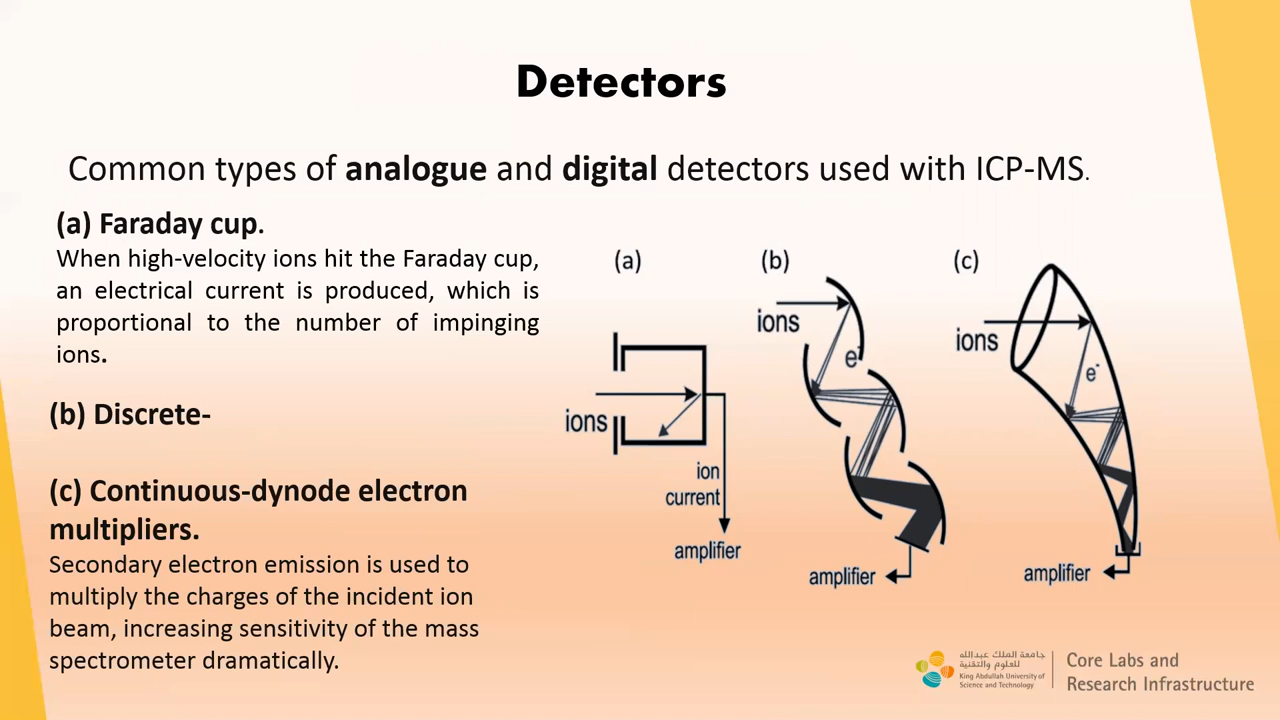 Detectors
Common types of analogue and digital detectors used with ICP-MS.
(a) Faraday cup.
When high-velocity ions hit the Faraday cup,
an electrical current is produced, which is
proportional to the number of impinging
ions.
(b) Discrete-
(c) Continuous-dynode electron
multipliers.
Secondary electron emission is used to
multiply the charges of the incident ion
beam, increasing sensitivity of the mass
spectrometer dramatically.
(a)
ions
ion
current
amplifier
(b)
ions
e⁻
amplifier
(c)
ions
e⁻
amplifier
جامعة الملك عبدالله
للعلوم والتقنية
King Abdullah University of
Science and Technology
Core Labs and
Research Infrastructure